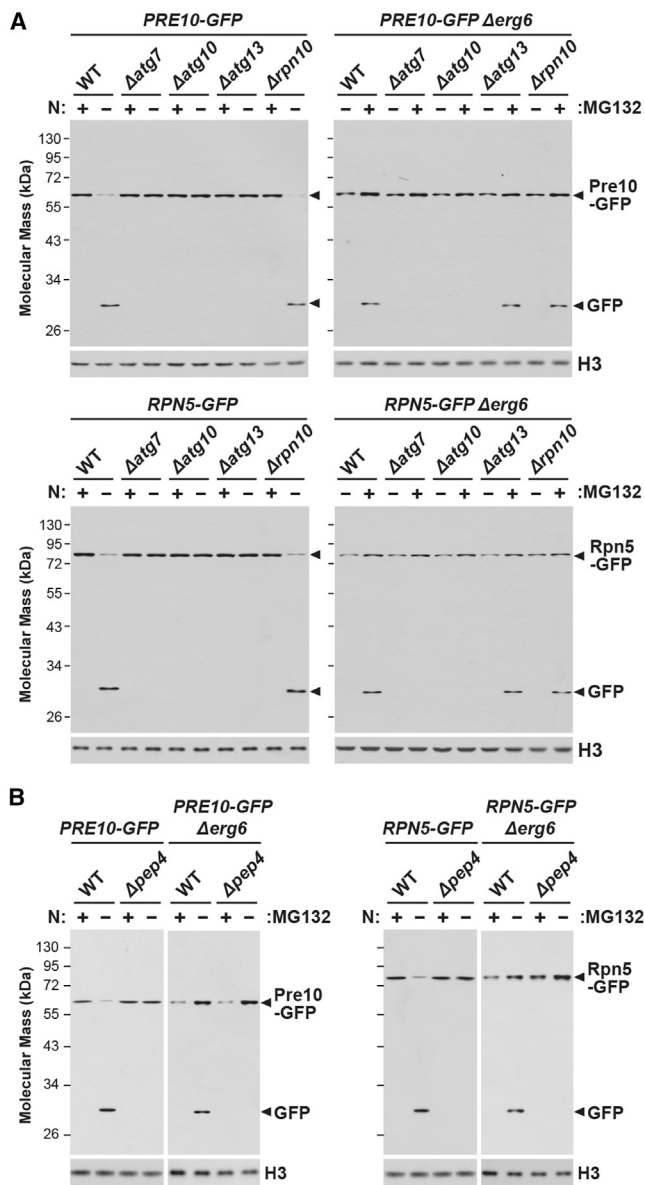 A
PRE10-GFP PRE10-GFP Δerg6
WT Δatg7 Δatg10 Δatg13 Δrpn10 WT Δatg7 Δatg10 Δatg13 Δrpn10
N: + − + − + − + − + − − + − + − + − + − + :MG132
Molecular Mass (kDa)
130
95
72
55
43
34
26
Pre10
-GFP
GFP
H3
RPN5-GFP RPN5-GFP Δerg6
WT Δatg7 Δatg10 Δatg13 Δrpn10 WT Δatg7 Δatg10 Δatg13 Δrpn10
N: + − + − + − + − + − − + − + − + − + − + :MG132
Molecular Mass (kDa)
130
95
72
55
43
34
26
Rpn5
-GFP
GFP
H3
B
PRE10-GFP PRE10-GFP Δerg6
WT Δpep4 WT Δpep4
N: + − + − + − + − :MG132
Molecular Mass (kDa)
130
95
72
55
43
34
26
Pre10
-GFP
GFP
H3
RPN5-GFP RPN5-GFP Δerg6
WT Δpep4 WT Δpep4
N: + − + − + − + − :MG132
Rpn5
-GFP
GFP
H3